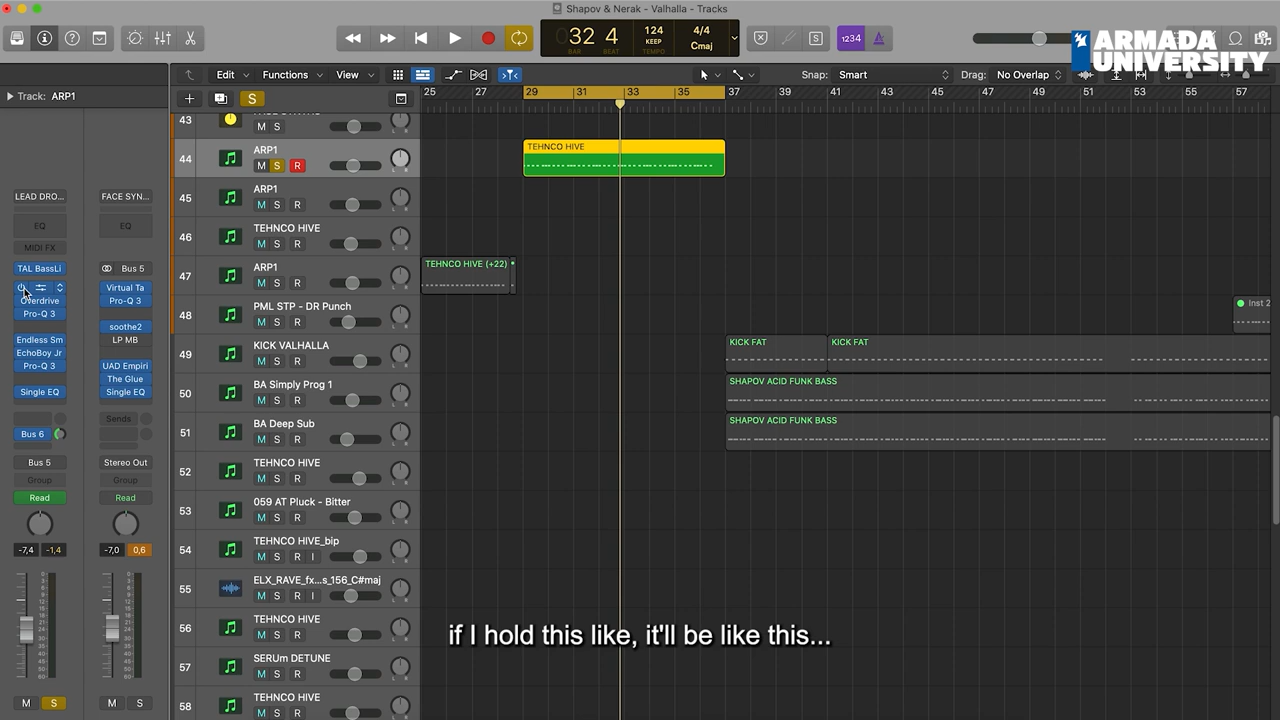 Shapov & Nerak - Valhalla - Tracks
ARMADA
UNIVERSITY
32 4
BAR BEAT
124
KEEP
TEMPO
4/4
Cmaj
1234
Track: ARP1
Edit Functions View
Snap: Smart
Drag: No Overlap
S
25 27 29 31 33 35 37 39 41 43 45 47 49 51 53 55 57
43
M S
44 ARP1
M S R
TEHNCO HIVE
45 ARP1
M S R
46 TEHNCO HIVE
M S R
47 ARP1
M S R
TEHNCO HIVE (+22)
48 PML STP - DR Punch
M S R
Inst 2
49 KICK VALHALLA
M S R
KICK FAT KICK FAT
50 BA Simply Prog 1
M S R
SHAPOV ACID FUNK BASS
51 BA Deep Sub
M S R
SHAPOV ACID FUNK BASS
52 TEHNCO HIVE
M S R
53 059 AT Pluck - Bitter
M S R
54 TEHNCO HIVE_bip
M S R I
55 ELX_RAVE_fx...s_156_C#maj
M S R I
56 TEHNCO HIVE
M S R
57 SERUm DETUNE
M S R
58 TEHNCO HIVE
M S R
LEAD DRO...
EQ
MIDI FX
TAL BassLi
Overdrive
Pro-Q 3
Endless Sm
EchoBoy Jr
Pro-Q 3
Single EQ
Bus 6
Bus 5
Group
Read
-7,4 -1,4
M S
FACE SYN...
EQ
Bus 5
Virtual Ta
Pro-Q 3
soothe2
LP MB
UAD Empiri
The Glue
Single EQ
Sends
Stereo Out
Group
Read
-7,0 0,6
M S
if I hold this like, it'll be like this...